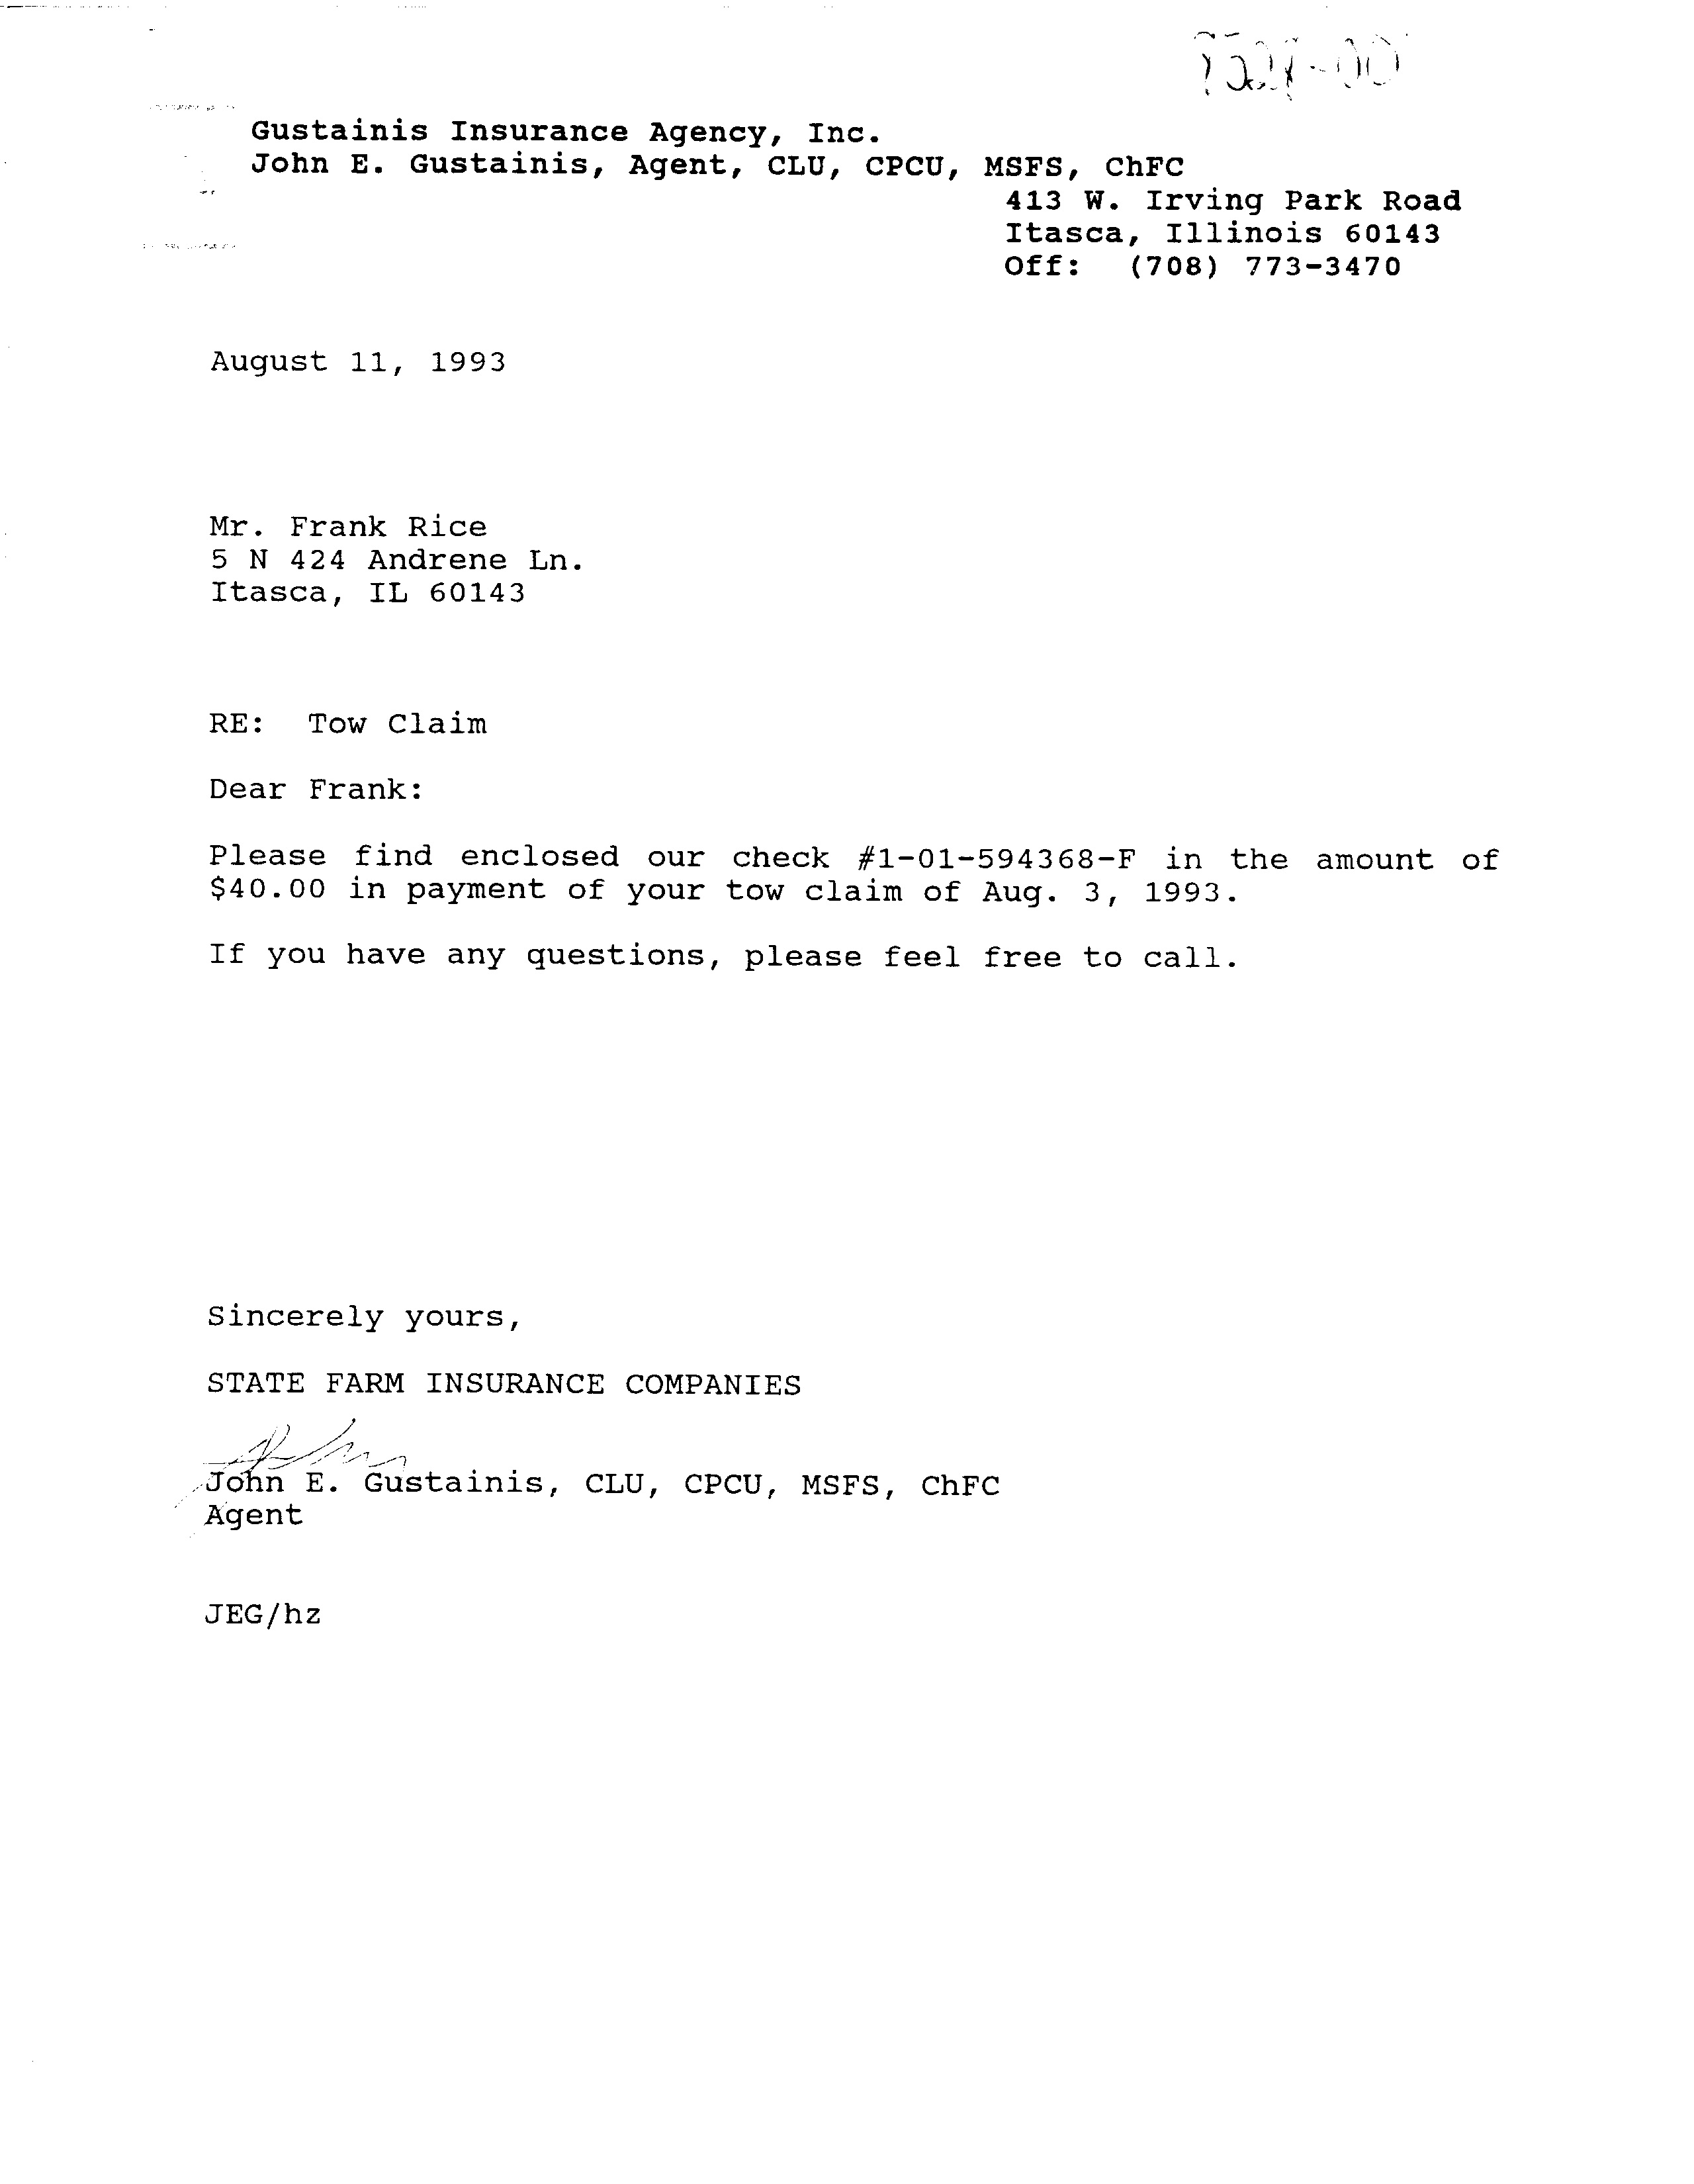 Gustainis Insurance Agency, Inc.
John E. Gustainis, Agent, CLU, CPCU, MSFS, ChFC
413 W. Irving Park Road
Itasca, Illinois 60143
Off: (708) 773-3470
August 11, 1993
Mr. Frank Rice
5 N 424 Andrene Ln.
Itasca, IL 60143
RE: Tow Claim
Dear Frank:
Please find enclosed our check #1-01-594368-F in the amount of
$40.00 in payment of your tow claim of Aug. 3, 1993.
If you have any questions, please feel free to call.
Sincerely yours,
STATE FARM INSURANCE COMPANIES
John E. Gustainis, CLU, CPCU, MSFS, ChFC
Agent
JEG/hz